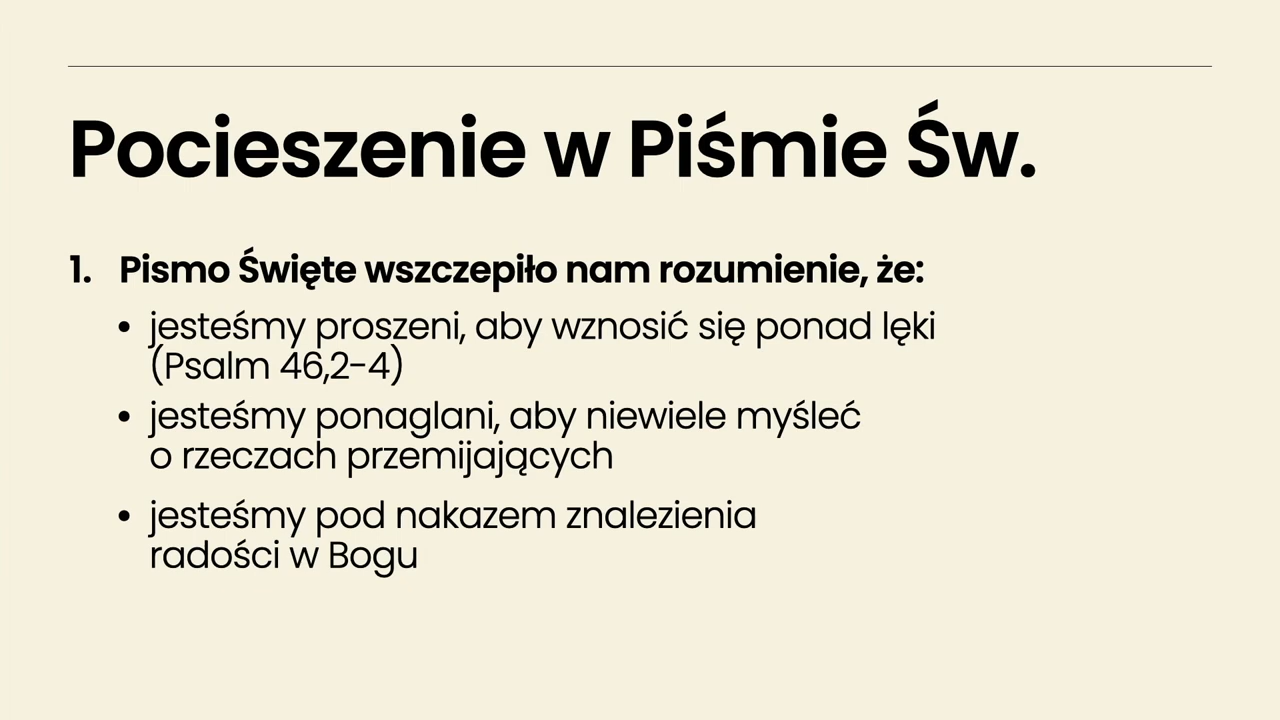 Pocieszenie w Piśmie Św.
1. Pismo Święte wszczepiło nam rozumienie, że:
• jesteśmy proszeni, aby wznosić się ponad lęki
(Psalm 46,2-4)
• jesteśmy ponaglani, aby niewiele myśleć
o rzeczach przemijających
• jesteśmy pod nakazem znalezienia
radości w Bogu